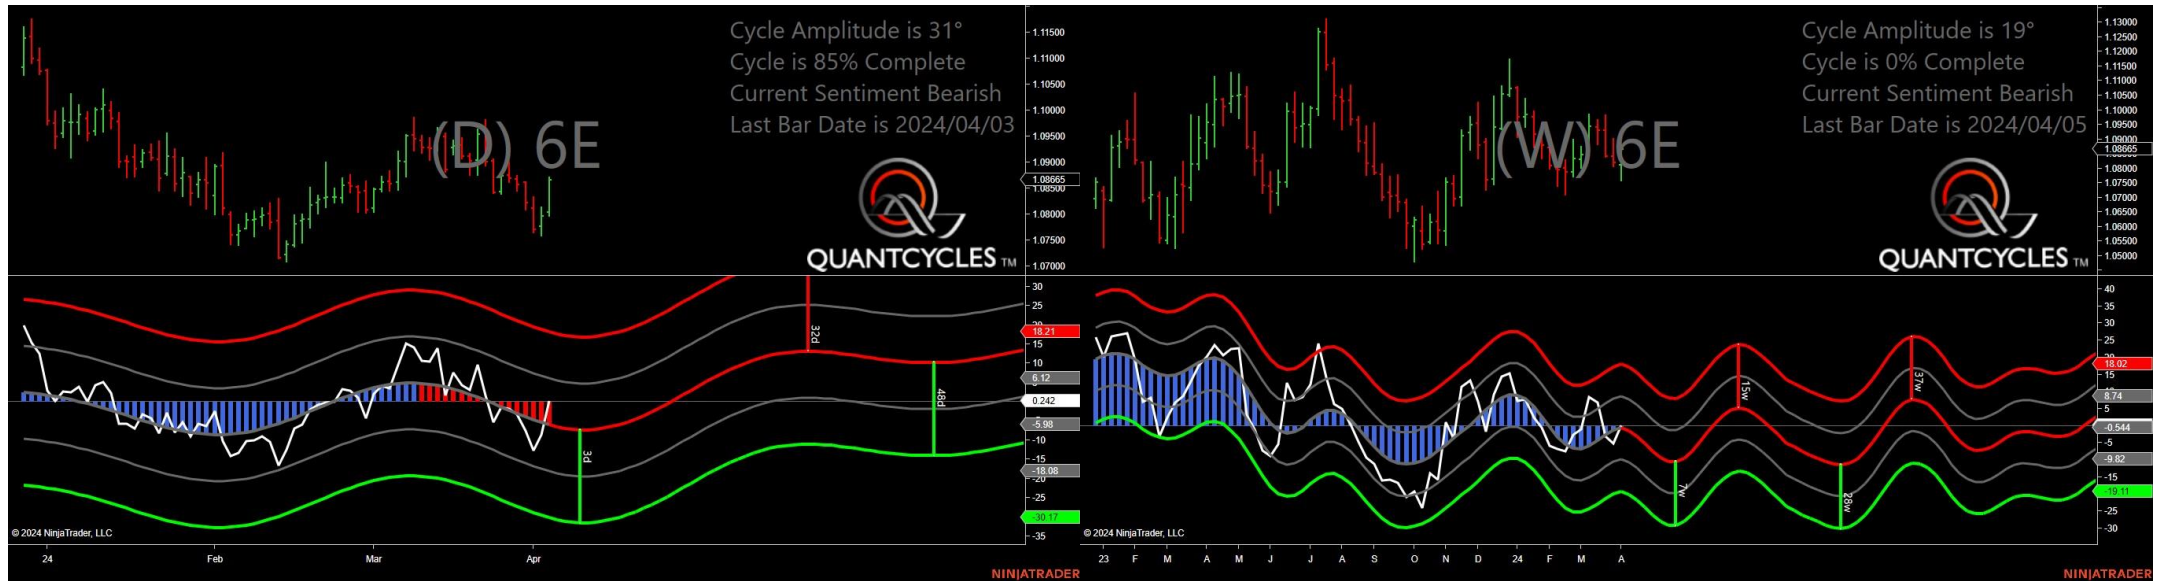 Cycle Amplitude is 31°
Cycle is 85% Complete
Current Sentiment Bearish
Last Bar Date is 2024/04/03
(D) 6E
QUANTCYCLES TM
1.11500
1.11000
1.10500
1.10000
1.09500
1.09000
1.08665
1.08500
1.08000
1.07500
1.07000
30
25
18.21
15
10
6.12
0.242
-5.98
-10
-15
-18.08
-20
-25
-30.17
-35
32d
48d
3d
© 2024 NinjaTrader, LLC
24 Feb Mar Apr
NINJATRADER
Cycle Amplitude is 19°
Cycle is 0% Complete
Current Sentiment Bearish
Last Bar Date is 2024/04/05
(W) 6E
QUANTCYCLES TM
1.13000
1.12500
1.12000
1.11500
1.11000
1.10500
1.10000
1.09500
1.09000
1.08665
1.08000
1.07500
1.07000
1.06500
1.06000
1.05500
1.05000
40
35
30
25
18.02
15
8.74
5
-0.544
-5
-9.82
-15
-19.11
-25
-30
15w
37w
7w
28w
© 2024 NinjaTrader, LLC
23 F M A M J J A S O N D 24 F M A
NINJATRADER